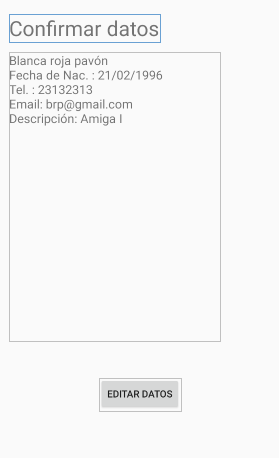 Confirmar datos
Blanca roja pavón
Fecha de Nac. : 21/02/1996
Tel. : 23132313
Email: brp@gmail.com
Descripción: Amiga I
EDITAR DATOS